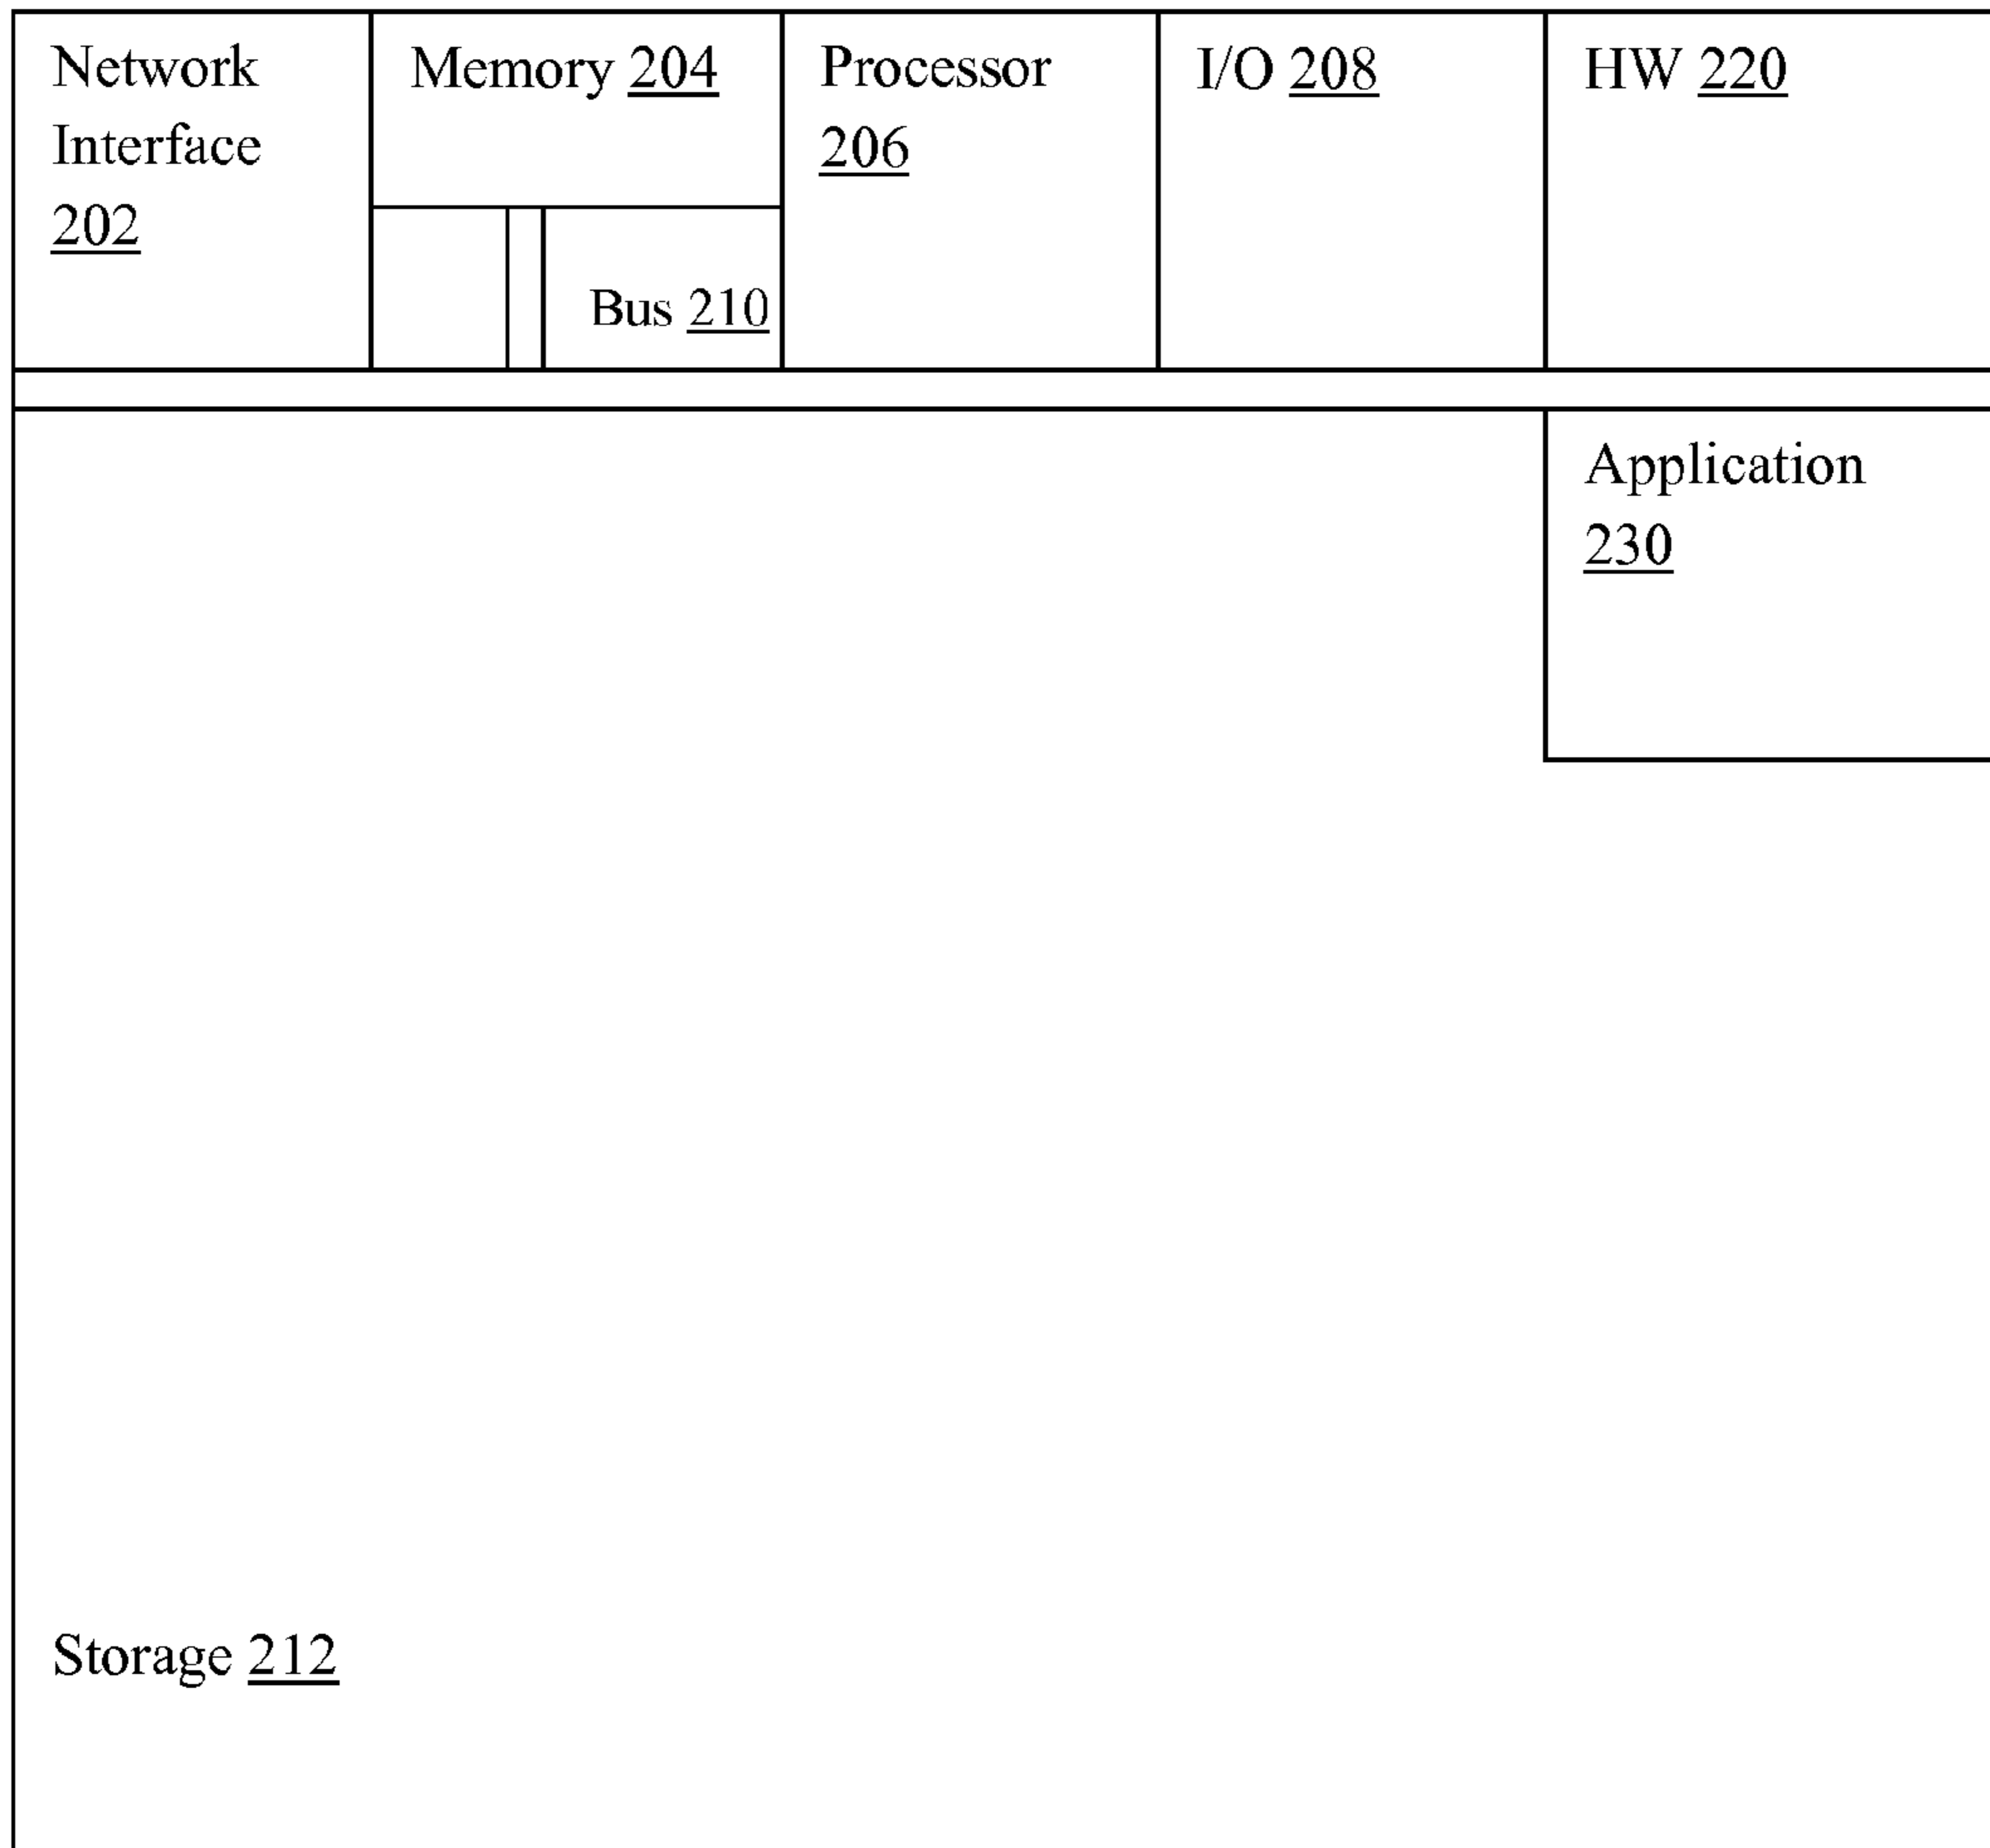 Network
Interface
202
Memory 204
Processor
206
I/O 208
HW 220
Bus 210
Application
230
Storage 212